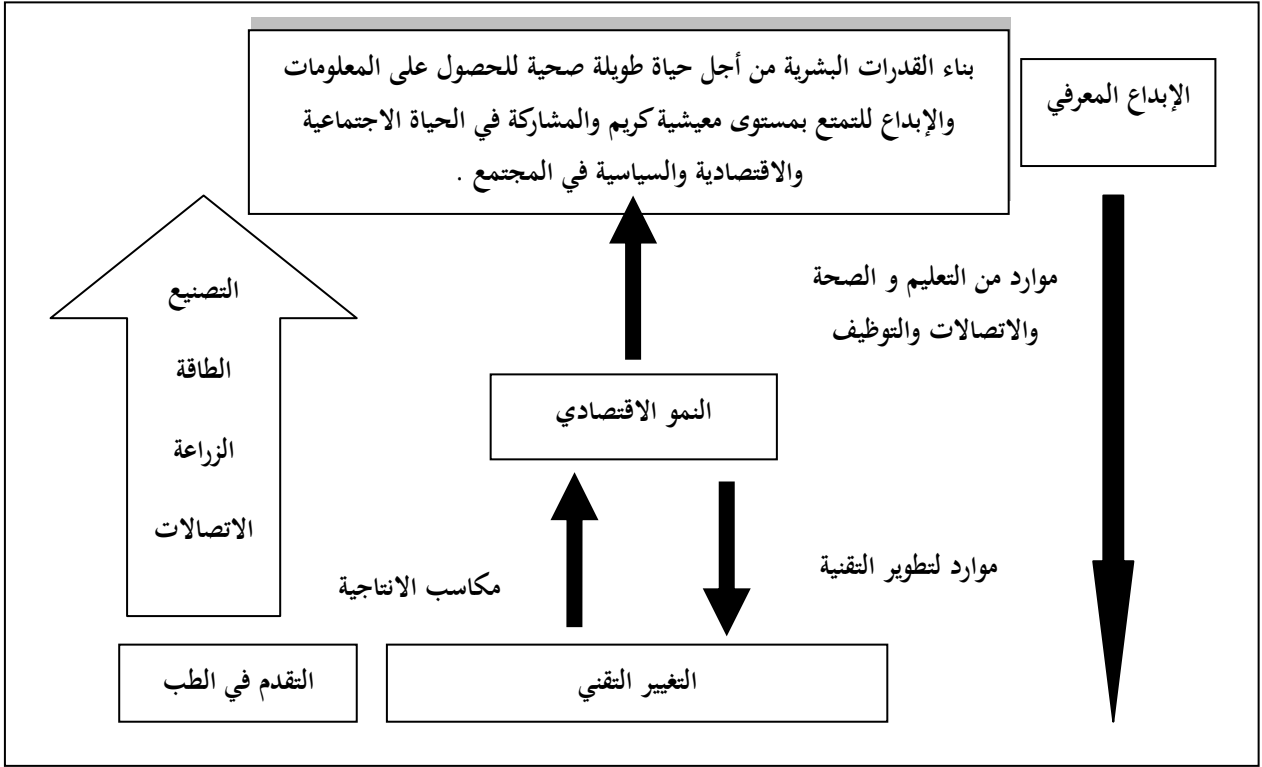 بناء القدرات البشرية من أجل حياة طويلة صحية للحصول على المعلومات
والإبداع للتمتع بمستوى معيشية كريم والمشاركة في الحياة الاجتماعية
والاقتصادية والسياسية في المجتمع .
الإبداع المعرفي
موارد من التعليم و الصحة
والاتصالات والتوظيف
التصنيع
الطاقة
الزراعة
الاتصالات
النمو الاقتصادي
موارد لتطوير التقنية
مكاسب الانتاجية
التغيير التقني
التقدم في الطب